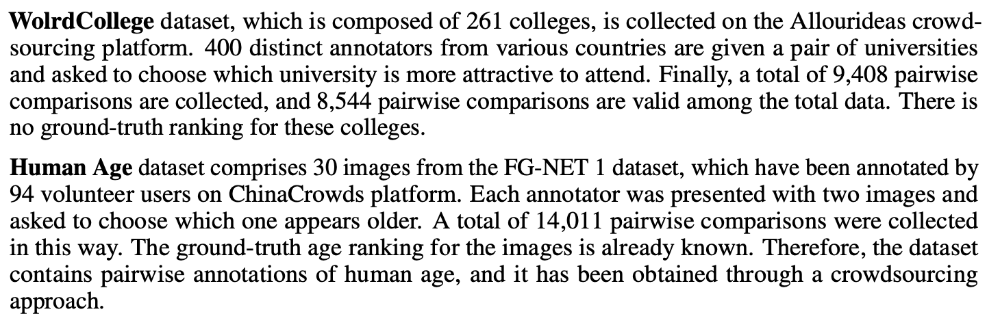 WolrdCollege dataset, which is composed of 261 colleges, is collected on the Allourideas crowd-
sourcing platform. 400 distinct annotators from various countries are given a pair of universities
and asked to choose which university is more attractive to attend. Finally, a total of 9,408 pairwise
comparisons are collected, and 8,544 pairwise comparisons are valid among the total data. There is
no ground-truth ranking for these colleges.
Human Age dataset comprises 30 images from the FG-NET 1 dataset, which have been annotated by
94 volunteer users on ChinaCrowds platform. Each annotator was presented with two images and
asked to choose which one appears older. A total of 14,011 pairwise comparisons were collected
in this way. The ground-truth age ranking for the images is already known. Therefore, the dataset
contains pairwise annotations of human age, and it has been obtained through a crowdsourcing
approach.